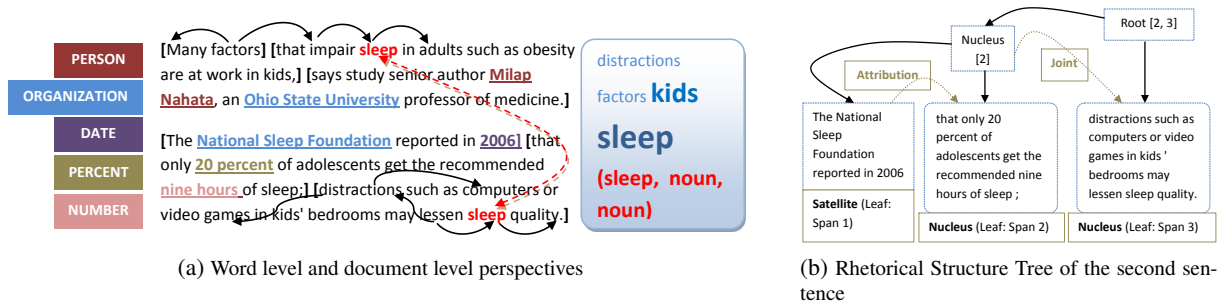 PERSON
ORGANIZATION
DATE
PERCENT
NUMBER
[Many factors] [that impair sleep in adults such as obesity
are at work in kids,] [says study senior author Milap
Nahata, an Ohio State University professor of medicine.]
[The National Sleep Foundation reported in 2006] [that
only 20 percent of adolescents get the recommended
nine hours of sleep;] [distractions such as computers or
video games in kids' bedrooms may lessen sleep quality.]
distractions
factors kids
sleep
(sleep, noun,
noun)
(a) Word level and document level perspectives
Root [2, 3]
Nucleus
[2]
Attribution
Joint
The National
Sleep
Foundation
reported in 2006
Satellite (Leaf:
Span 1)
that only 20
percent of
adolescents get the
recommended nine
hours of sleep ;
Nucleus (Leaf: Span 2)
distractions such as
computers or video
games in kids '
bedrooms may
lessen sleep quality.
Nucleus (Leaf: Span 3)
(b) Rhetorical Structure Tree of the second sen-
tence